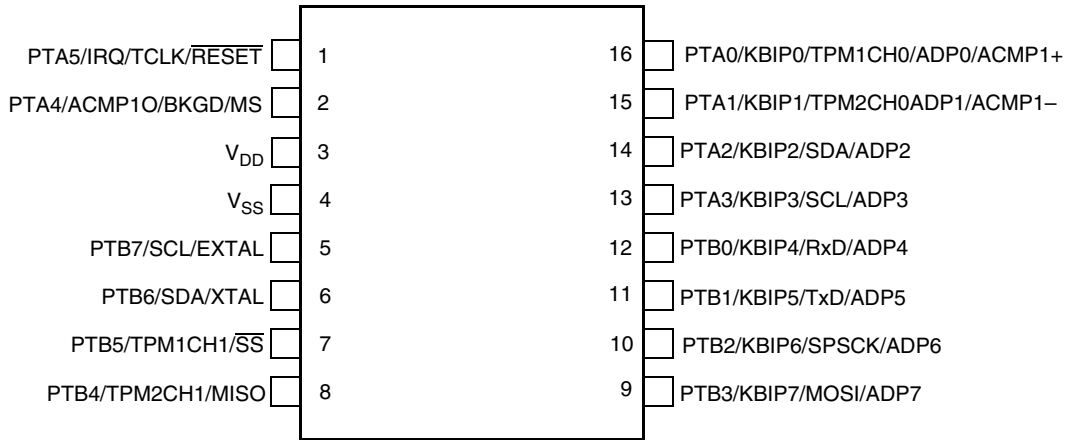 PTA5/IRQ/TCLK/RESET 1 16 PTA0/KBIP0/TPM1CH0/ADP0/ACMP1+
PTA4/ACMP1O/BKGD/MS 2 15 PTA1/KBIP1/TPM2CH0ADP1/ACMP1–
VDD 3 14 PTA2/KBIP2/SDA/ADP2
VSS 4 13 PTA3/KBIP3/SCL/ADP3
PTB7/SCL/EXTAL 5 12 PTB0/KBIP4/RxD/ADP4
PTB6/SDA/XTAL 6 11 PTB1/KBIP5/TxD/ADP5
PTB5/TPM1CH1/SS 7 10 PTB2/KBIP6/SPSCK/ADP6
PTB4/TPM2CH1/MISO 8 9 PTB3/KBIP7/MOSI/ADP7